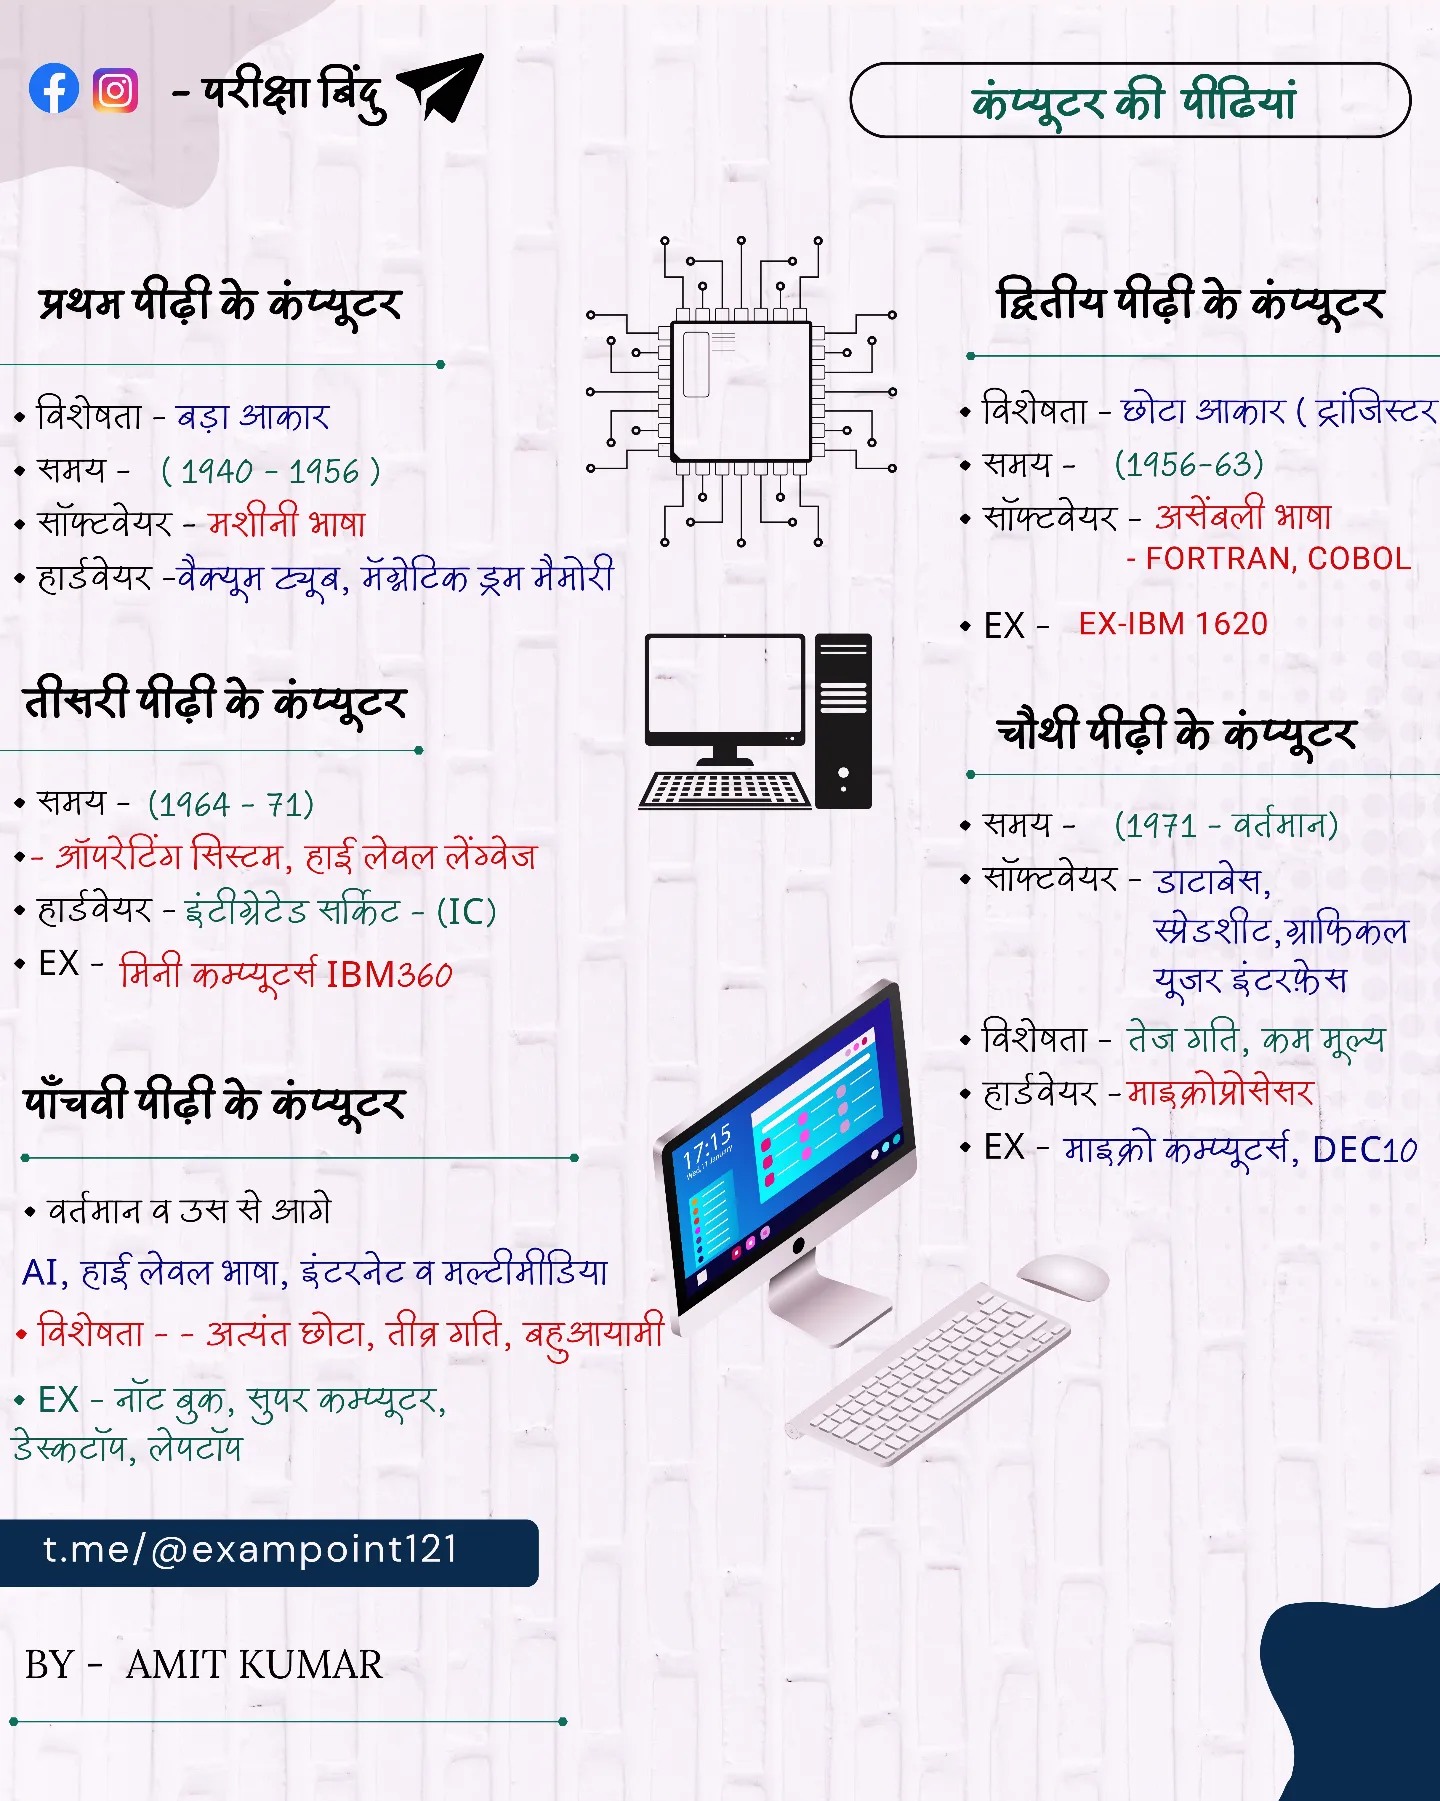 - परीक्षा बिंदु
कंप्यूटर की पीढियां
प्रथम पीढ़ी के कंप्यूटर
• विशेषता - बड़ा आकार
• समय - ( 1940 - 1956 )
• सॉफ्टवेयर - मशीनी भाषा
• हार्डवेयर -वैक्यूम ट्यूब, मॅग्नेटिक ड्रम मैमोरी
द्वितीय पीढ़ी के कंप्यूटर
• विशेषता - छोटा आकार ( ट्रांजिस्टर
• समय - (1956-63)
• सॉफ्टवेयर - असेंबली भाषा
- FORTRAN, COBOL
• EX - EX-IBM 1620
तीसरी पीढ़ी के कंप्यूटर
• समय - (1964 - 71)
•- ऑपरेटिंग सिस्टम, हाई लेवल लेंग्वेज
• हार्डवेयर - इंटीग्रेटेड सर्किट - (IC)
• EX - मिनी कम्प्यूटर्स IBM360
चौथी पीढ़ी के कंप्यूटर
• समय - (1971 - वर्तमान)
• सॉफ्टवेयर - डाटाबेस,
स्प्रेडशीट,ग्राफिकल
यूजर इंटरफ़ेस
• विशेषता - तेज गति, कम मूल्य
• हार्डवेयर -माइक्रोप्रोसेसर
• EX - माइक्रो कम्प्यूटर्स, DEC10
पाँचवी पीढ़ी के कंप्यूटर
• वर्तमान व उस से आगे
AI, हाई लेवल भाषा, इंटरनेट व मल्टीमीडिया
• विशेषता - - अत्यंत छोटा, तीव्र गति, बहुआयामी
• EX - नॉट बुक, सुपर कम्प्यूटर,
डेस्कटॉप, लेपटॉप
17:15
t.me/@exampoint121
BY - AMIT KUMAR